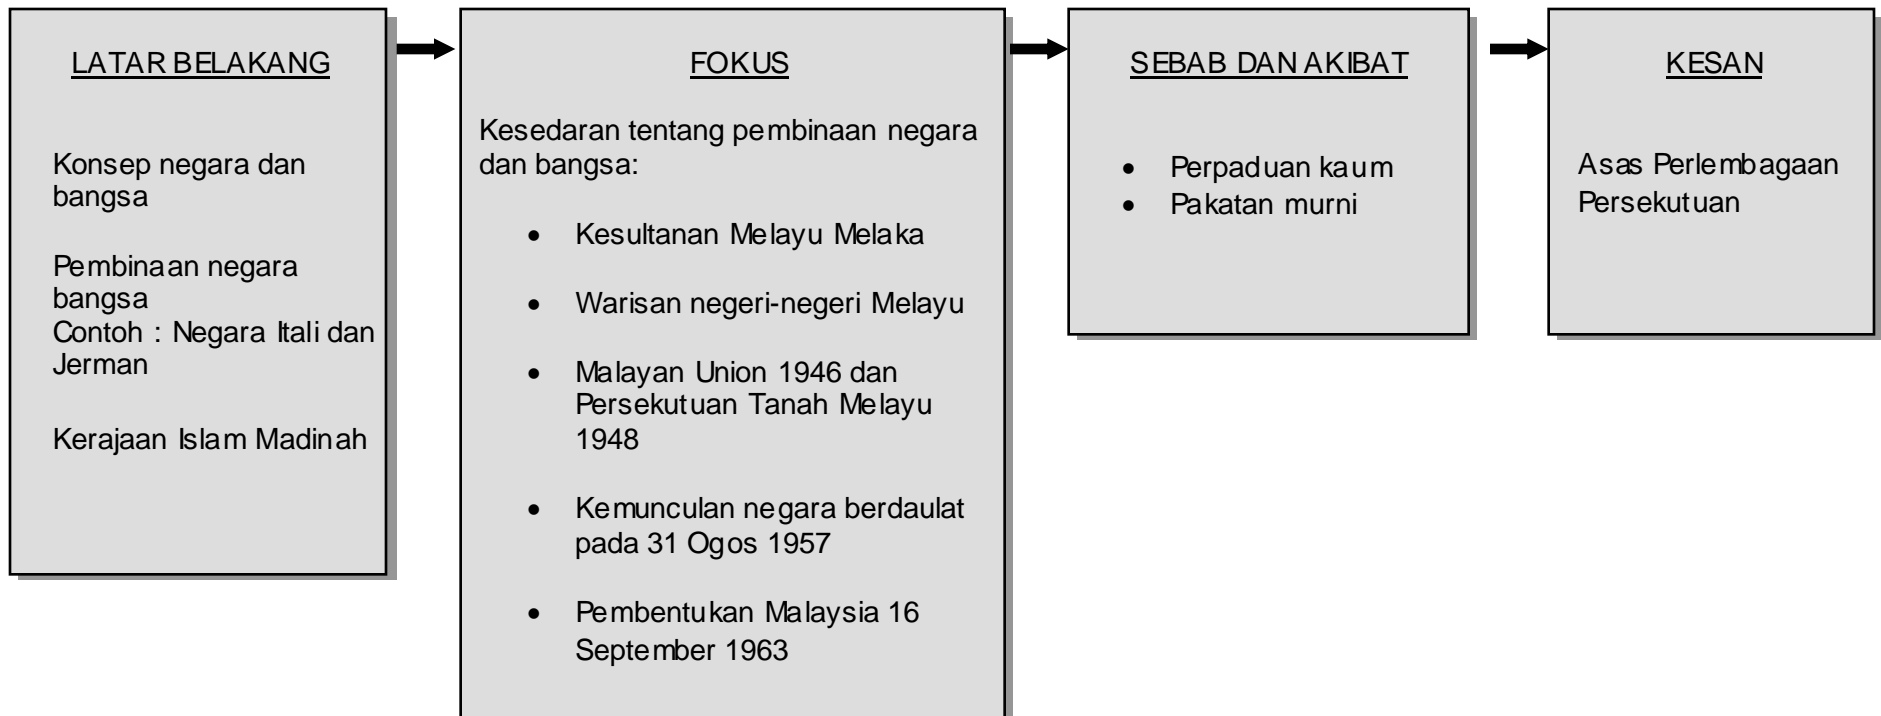 LATAR BELAKANG
Konsep negara dan
bangsa
Pembinaan negara
bangsa
Contoh : Negara Itali dan
Jerman
Kerajaan Islam Madinah
FOKUS
Kesedaran tentang pembinaan negara
dan bangsa:
• Kesultanan Melayu Melaka
• Warisan negeri-negeri Melayu
• Malayan Union 1946 dan
Persekutuan Tanah Melayu
1948
• Kemunculan negara berdaulat
pada 31 Ogos 1957
• Pembentukan Malaysia 16
September 1963
SEBAB DAN AKIBAT
• Perpaduan kaum
• Pakatan murni
KESAN
Asas Perlembagaan
Persekutuan